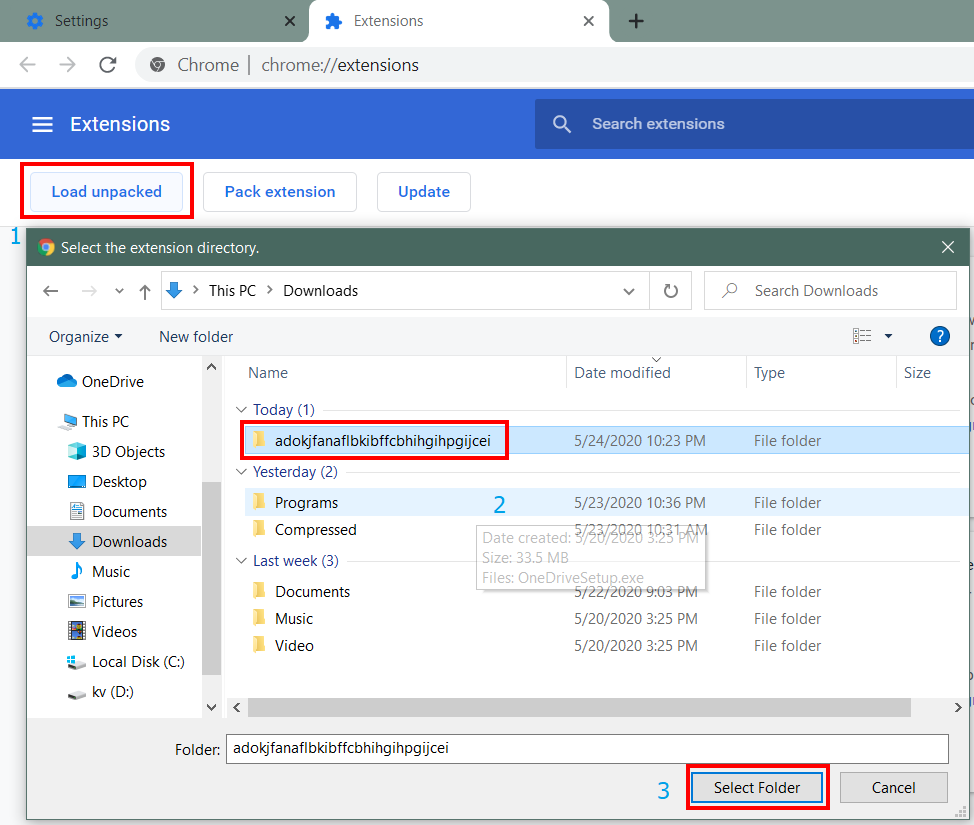 Settings
Extensions
Chrome | chrome://extensions
Extensions
Search extensions
Load unpacked
Pack extension
Update
1
Select the extension directory.
This PC > Downloads
Search Downloads
Organize
New folder
?
OneDrive
This PC
3D Objects
Desktop
Documents
Downloads
Music
Pictures
Videos
Local Disk (C:)
kv (D:)
Name Date modified Type Size
Today (1)
adokjfanaflbkibffcbhihgihpgijcei 5/24/2020 10:23 PM File folder
Yesterday (2)
Programs 5/23/2020 10:36 PM File folder
2
Compressed 5/23/2020 10:31 AM File folder
Date created: 5/20/2020 3:25 PM
Size: 33.5 MB
Files: OneDriveSetup.exe
Last week (3)
Documents 5/22/2020 9:03 PM File folder
Music 5/20/2020 3:25 PM File folder
Video 5/20/2020 3:25 PM File folder
Folder: adokjfanaflbkibffcbhihgihpgijcei
3
Select Folder
Cancel